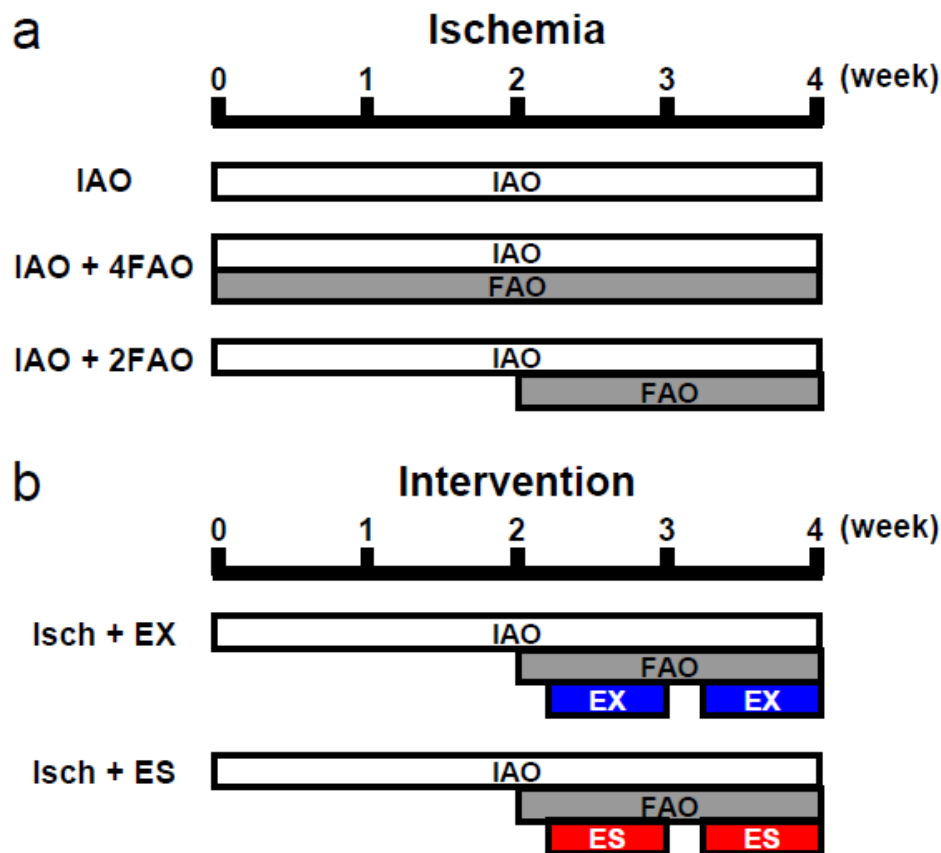 a
Ischemia
0 1 2 3 4 (week)
IAO
IAO
IAO + 4FAO
IAO
FAO
IAO + 2FAO
IAO
FAO
b
Intervention
0 1 2 3 4 (week)
Isch + EX
IAO
FAO
EX EX
Isch + ES
IAO
FAO
ES ES